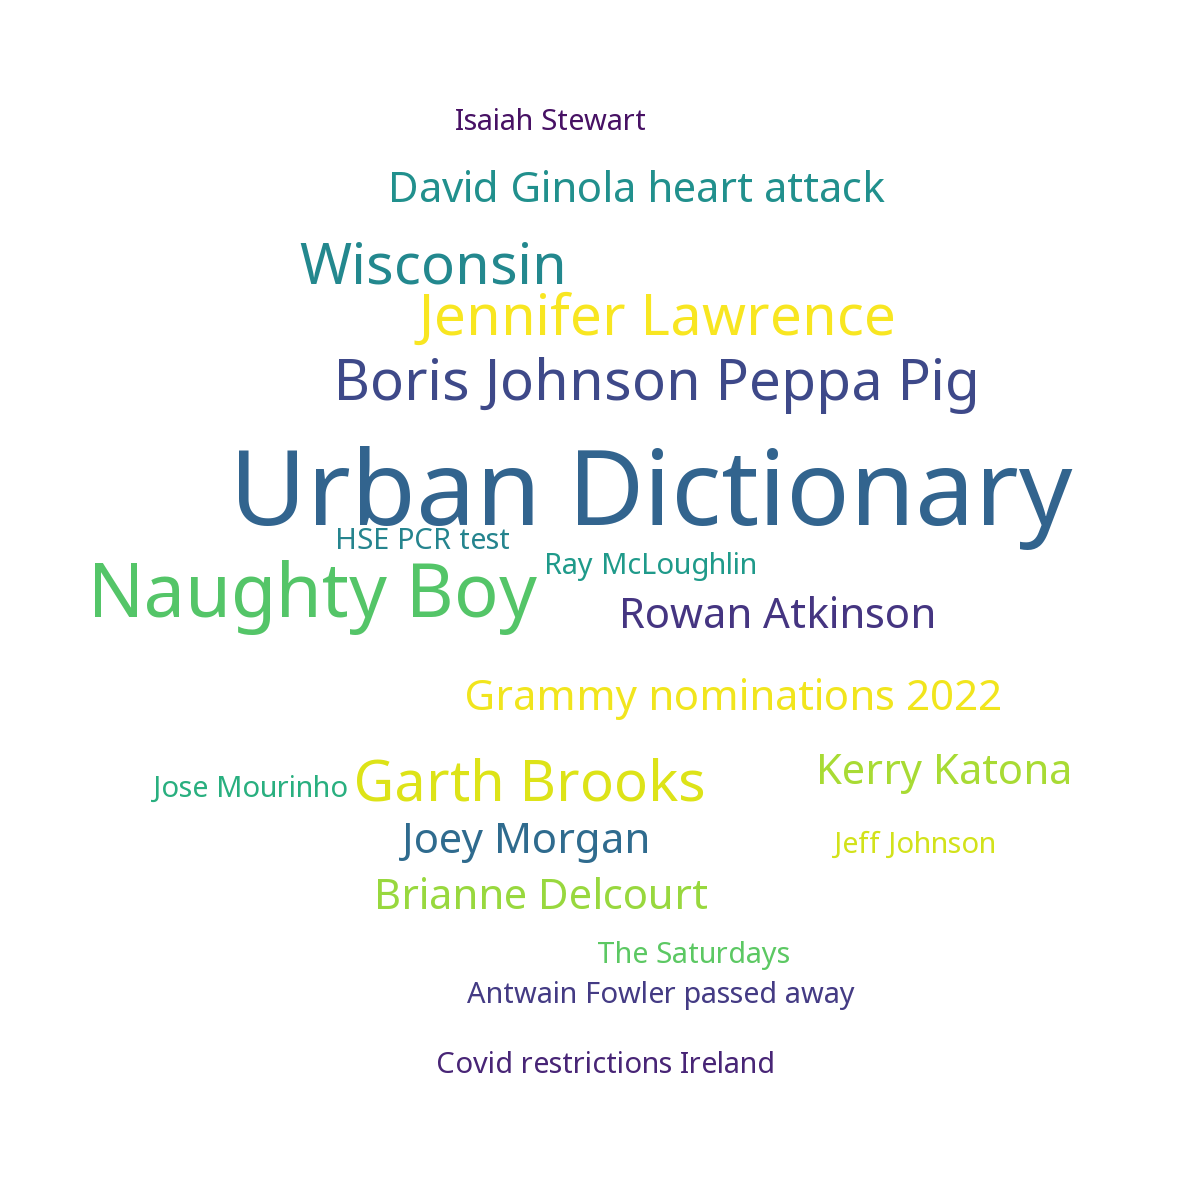 Isaiah Stewart
David Ginola heart attack
Wisconsin
Jennifer Lawrence
Boris Johnson Peppa Pig
Urban Dictionary
HSE PCR test
Ray McLoughlin
Naughty Boy
Rowan Atkinson
Grammy nominations 2022
Kerry Katona
Jose Mourinho
Garth Brooks
Joey Morgan
Jeff Johnson
Brianne Delcourt
The Saturdays
Antwain Fowler passed away
Covid restrictions Ireland